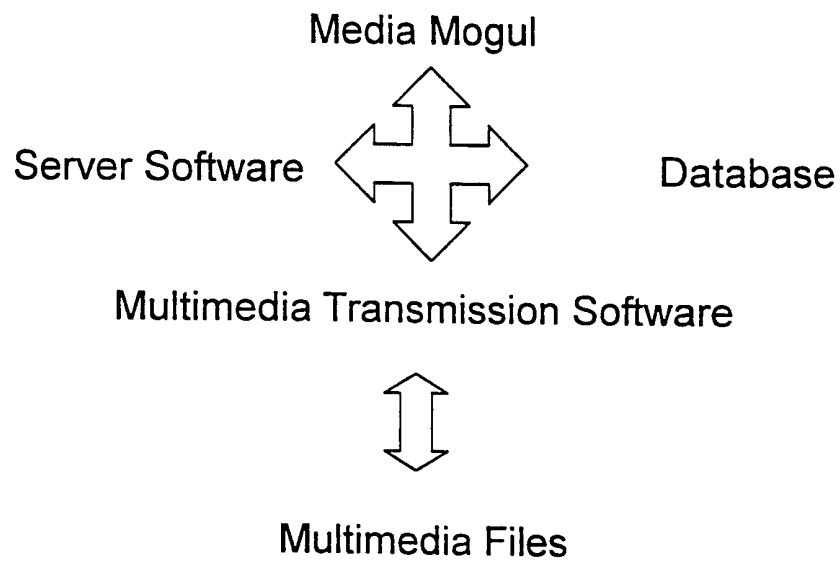 Media Mogul
Server Software
Database
Multimedia Transmission Software
Multimedia Files